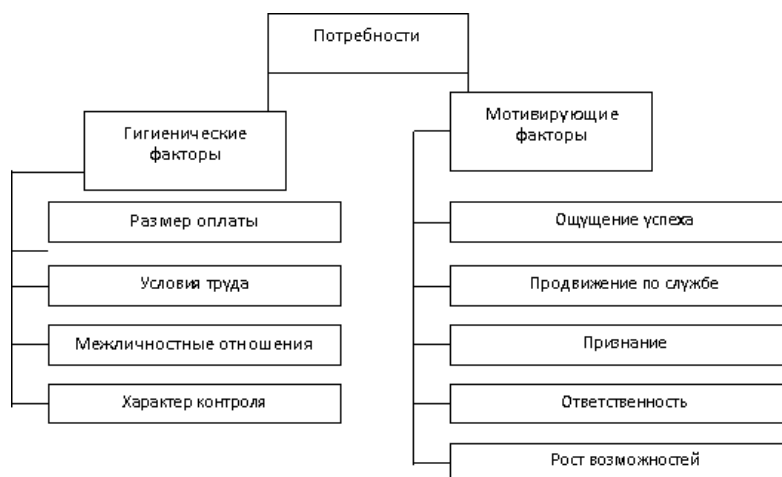 Потребности
Гигиенические
факторы
Размер оплаты
Условия труда
Межличностные отношения
Характер контроля
Мотивирующие
факторы
Ощущение успеха
Продвижение по службе
Признание
Ответственность
Рост возможностей